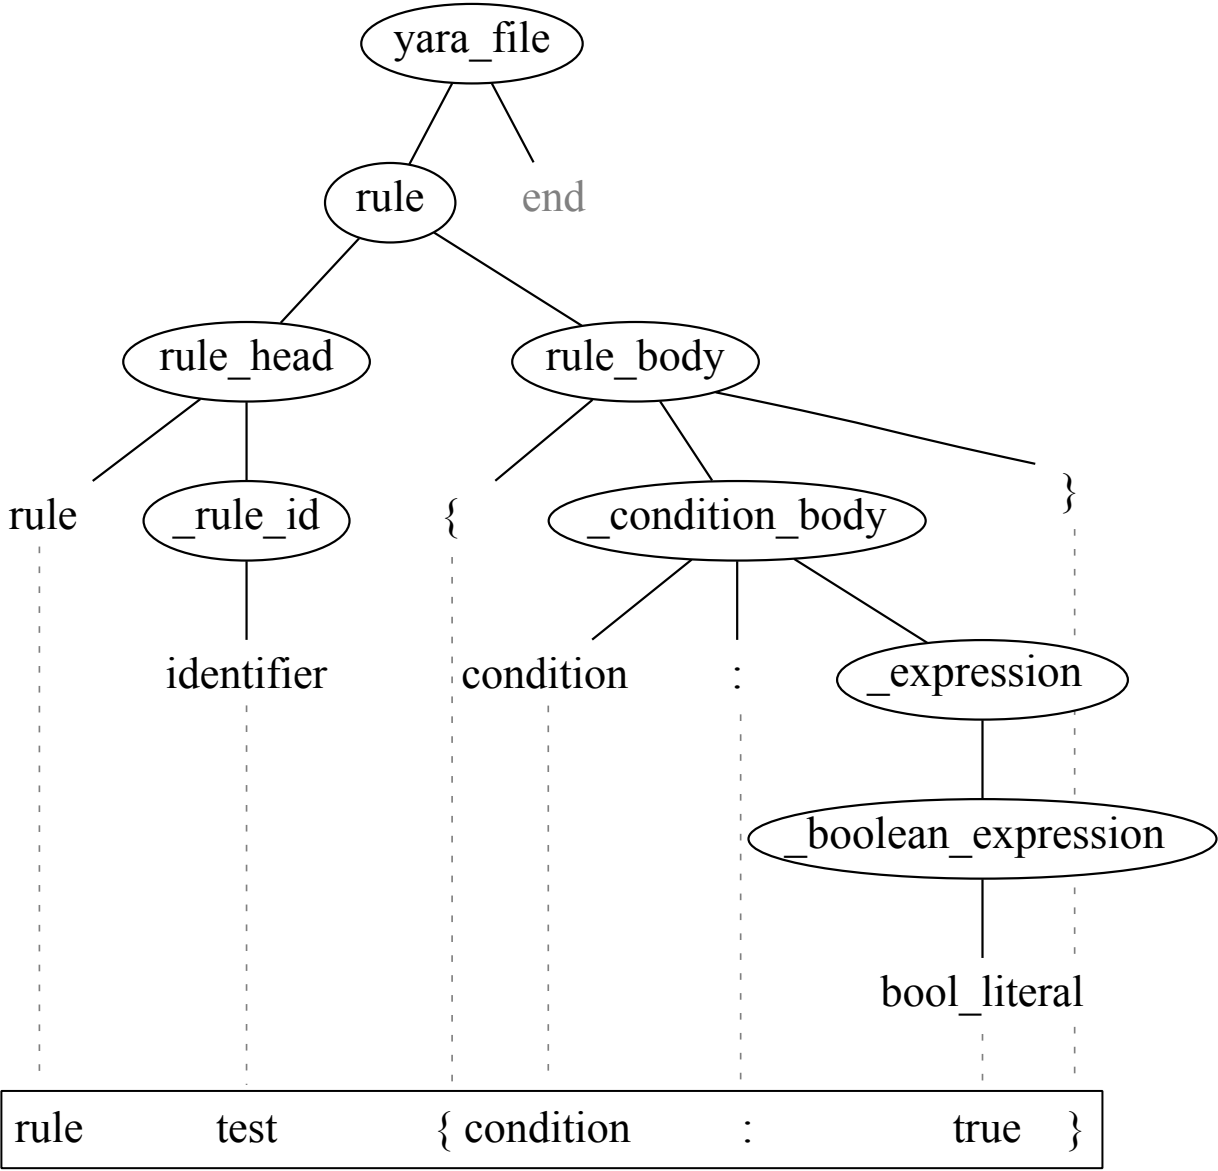 yara_file
rule end
rule_head rule_body
rule _rule_id { _condition_body }
identifier condition : _expression
_boolean_expression
bool_literal
rule test { condition : true }